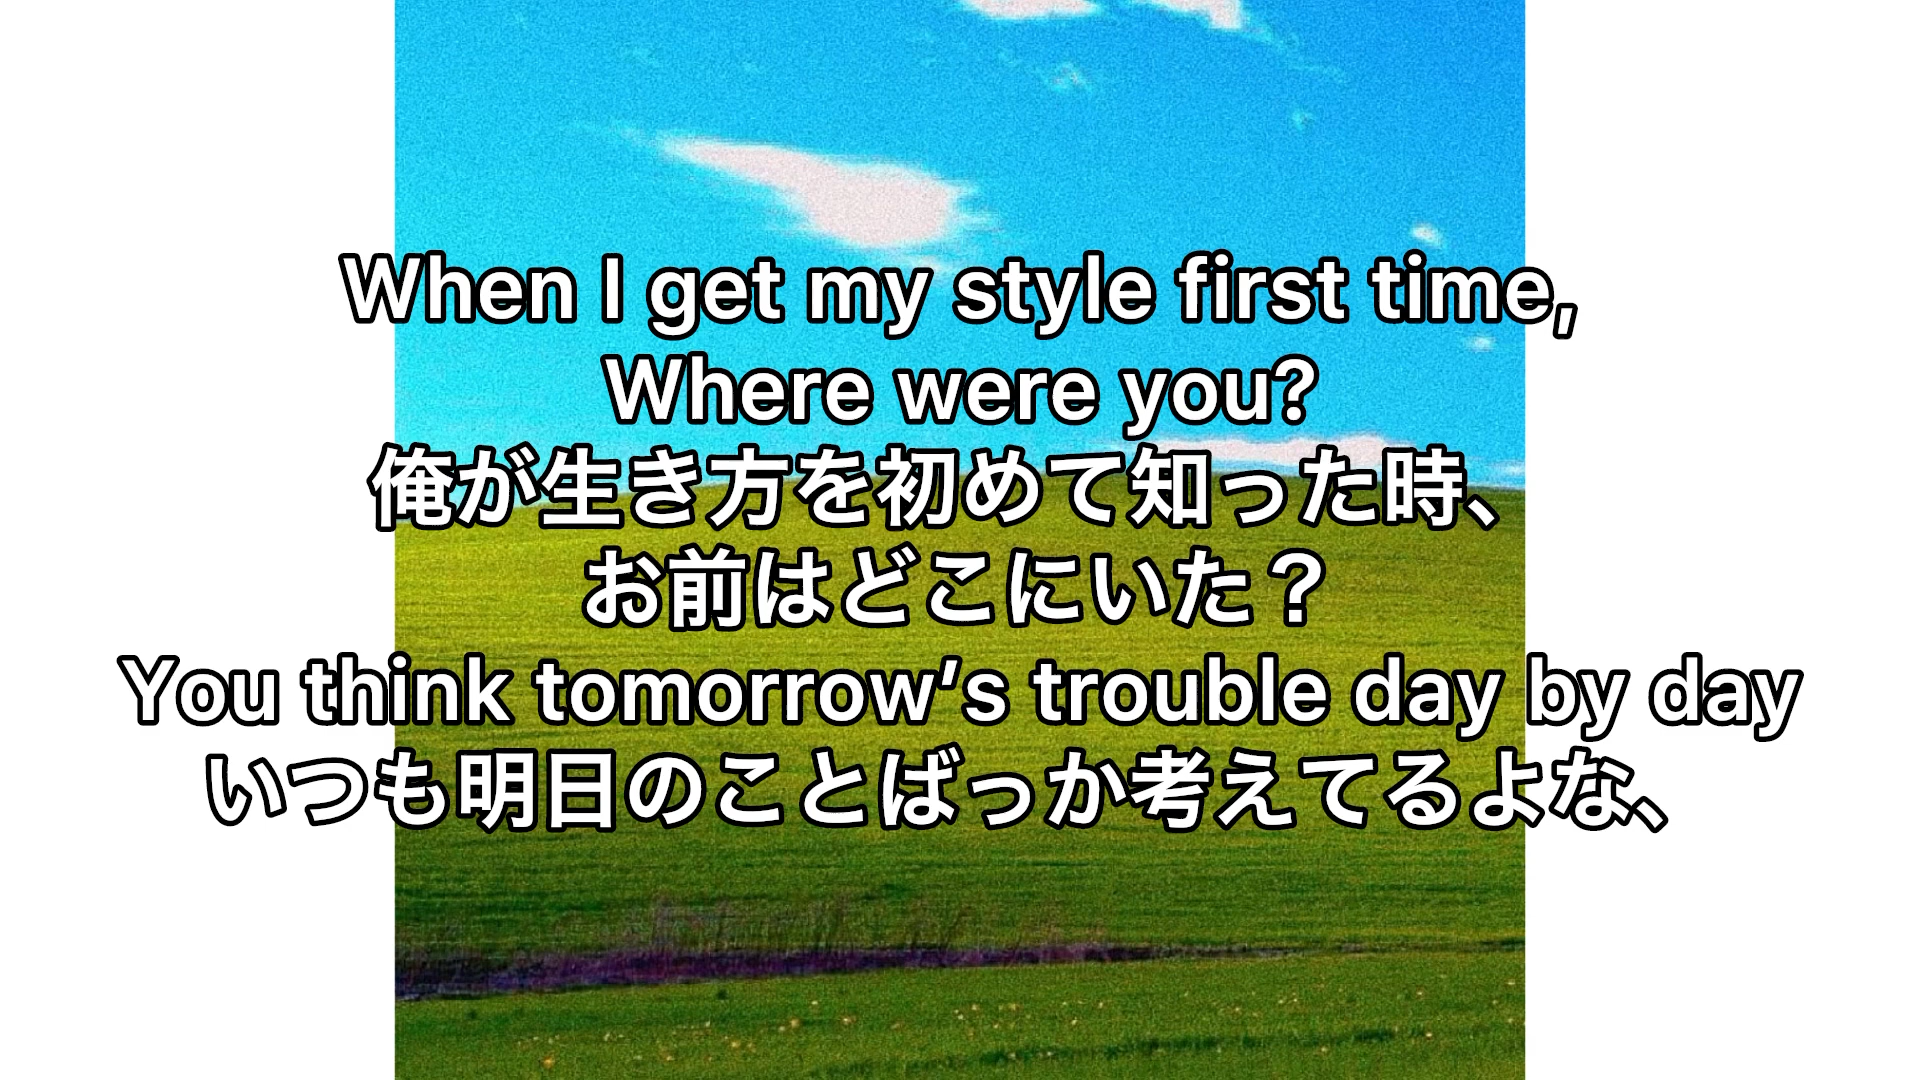 When I get my style first time,
Where were you?
俺が生き方を初めて知った時、
お前はどこにいた？
You think tomorrow’s trouble day by day
いつも明日のことばっか考えてるよな、